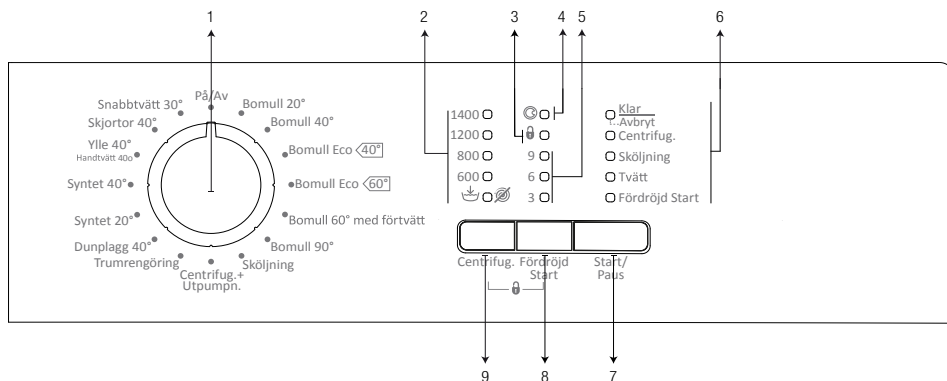 1
2
3
4
5
6
På/Av
Snabbtvätt 30°
Skjortor 40°
Ylle 40°
Handtvätt 40o
Syntet 40°
Syntet 20°
Dunplagg 40°
Trumrengöring
Centrifug.+
Utpumpn.
Bomull 20°
Bomull 40°
Bomull Eco 40°
Bomull Eco 60°
Bomull 60° med förtvätt
Bomull 90°
Sköljning
1400
1200
800
600
9
6
3
Klar
Avbryt
Centrifug.
Sköljning
Tvätt
Fördröjd Start
Centrifug.
Fördröjd
Start
Start/
Paus
9
8
7